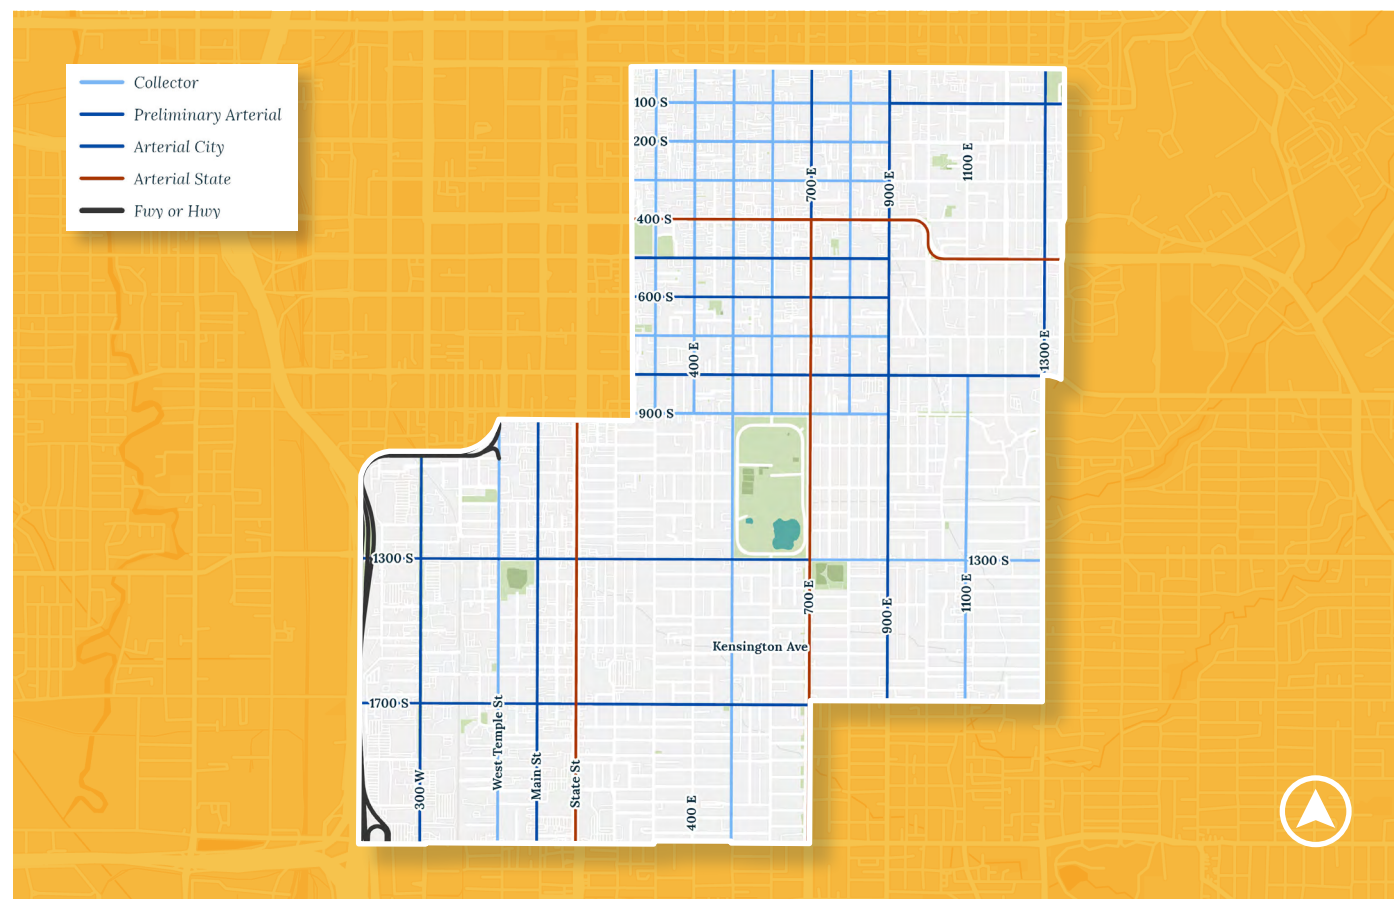 Collector
Preliminary Arterial
Arterial City
Arterial State
Fwy or Hwy
100 S
200 S
1100 E
700 E
900 E
400 S
600 S
1300 E
400 E
900 S
1300 S
1300 S
700 E
1100 E
900 E
Kensington Ave
1700 S
West Temple St
Main St
State St
300 W
400 E